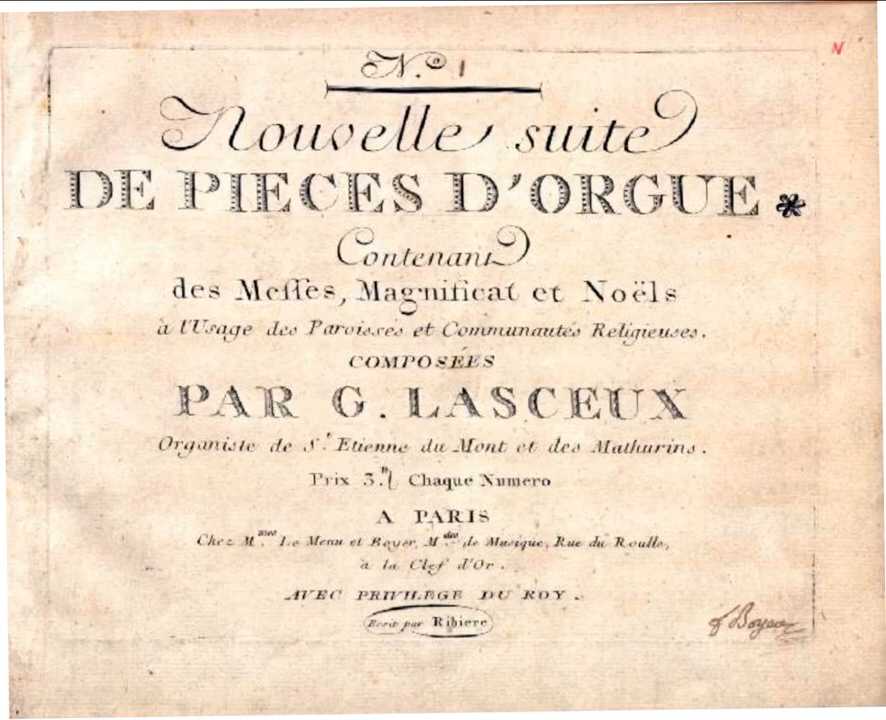 N.º 1
N
Nouvelle suite
DE PIECES D'ORGUE *
Contenant
des Messes, Magnificat et Noëls
à l'Usage des Paroisses et Communautés Religieuses.
COMPOSÉES
PAR G. LASCEUX
Organiste de S.t Etienne du Mont et des Mathurins.
Prix 3.tt Chaque Numero
A PARIS
Chez M.mes Le Menu et Boyer, M.des de Musique, Rue du Roulle,
à la Clef d'Or.
AVEC PRIVILEGE DU ROY.
Ecrit par Ribiere
Boyer